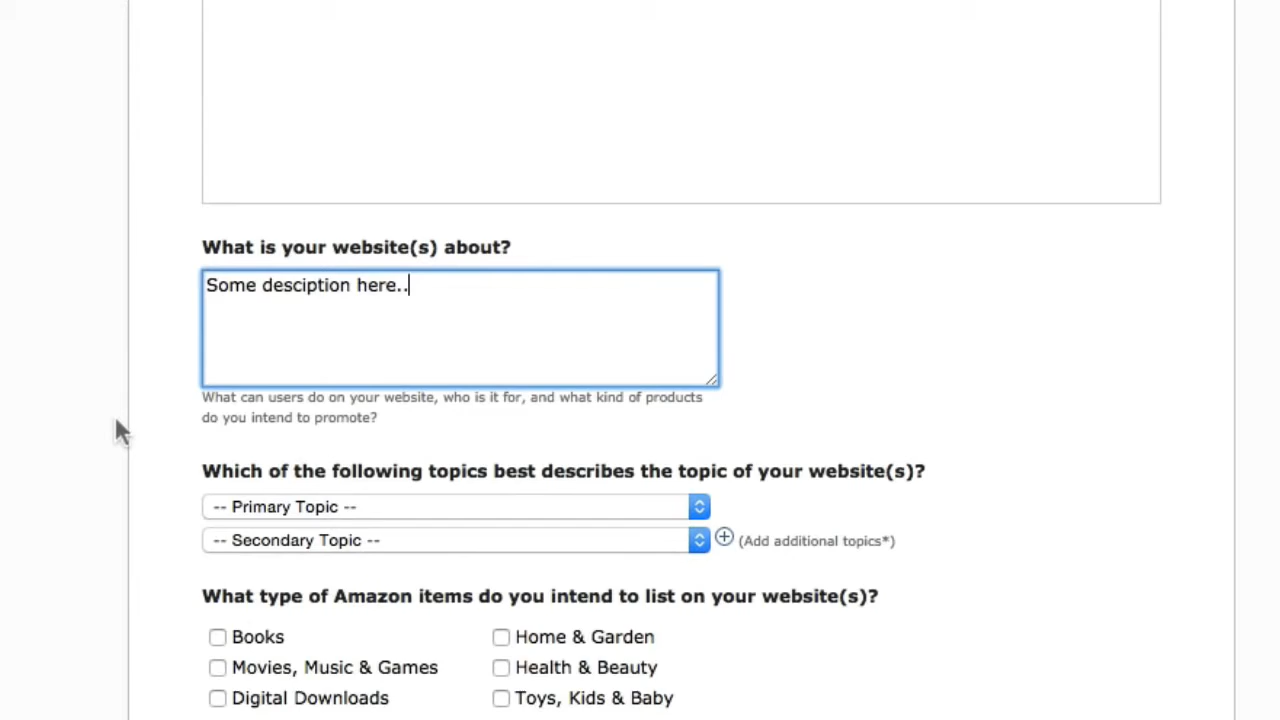 What is your website(s) about?
Some desciption here..
What can users do on your website, who is it for, and what kind of products
do you intend to promote?
Which of the following topics best describes the topic of your website(s)?
-- Primary Topic --
-- Secondary Topic --
(Add additional topics*)
What type of Amazon items do you intend to list on your website(s)?
Books
Home & Garden
Movies, Music & Games
Health & Beauty
Digital Downloads
Toys, Kids & Baby